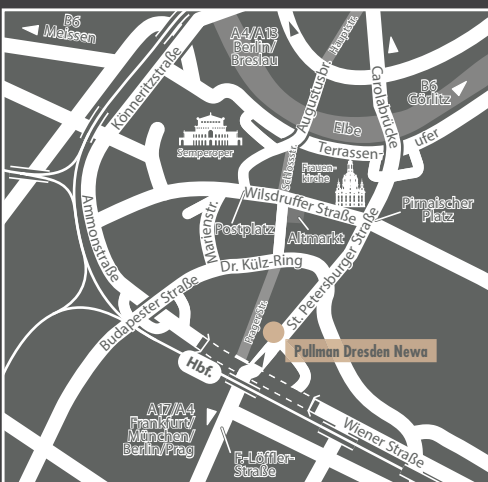 B6
Meissen
A4/A13
Berlin/
Breslau
Hauptstr.
Könneritzstraße
Augustusbr.
Carolabrücke
B6
Görlitz
Elbe
Terrassen-
ufer
Semperoper
Schlossstr.
Frauen-
kirche
Wilsdruffer Straße
Pirnaischer
Platz
Ammonstraße
Marienstr.
Postplatz
Altmarkt
Dr. Külz-Ring
St. Petersburger Straße
Budapester Straße
Prager Str.
Pullman Dresden Newa
Hbf.
A17/A4
Frankfurt/
München/
Berlin/Prag
F.-Löffler-
Straße
Wiener Straße